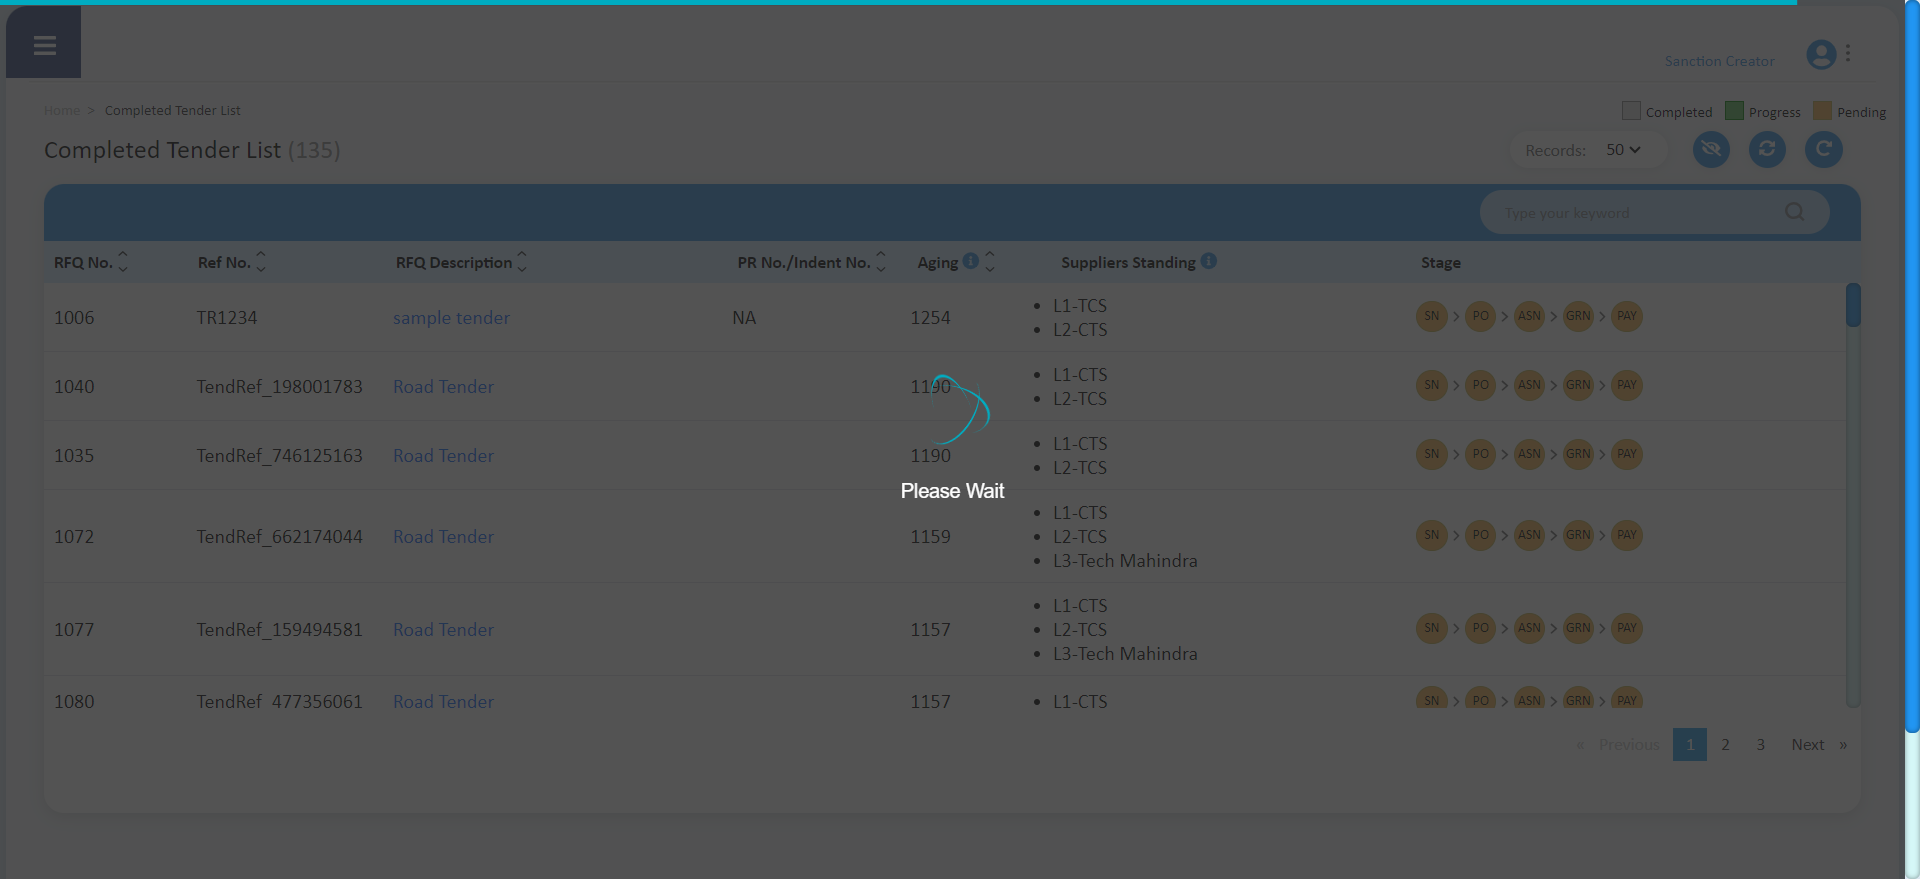 Sanction Creator
Home > Completed Tender List
Completed Progress Pending
Completed Tender List (135)
Records: 50
Type your keyword
RFQ No. Ref No. RFQ Description PR No./Indent No. Aging Suppliers Standing Stage
1006 TR1234 sample tender NA 1254 • L1-TCS SN > PO > ASN > GRN > PAY
• L2-CTS
1040 TendRef_198001783 Road Tender 1190 • L1-CTS SN > PO > ASN > GRN > PAY
• L2-TCS
1035 TendRef_746125163 Road Tender 1190 • L1-CTS SN > PO > ASN > GRN > PAY
• L2-TCS
Please Wait
1072 TendRef_662174044 Road Tender 1159 • L1-CTS SN > PO > ASN > GRN > PAY
• L2-TCS
• L3-Tech Mahindra
1077 TendRef_159494581 Road Tender 1157 • L1-CTS SN > PO > ASN > GRN > PAY
• L2-TCS
• L3-Tech Mahindra
1080 TendRef_477356061 Road Tender 1157 • L1-CTS SN > PO > ASN > GRN > PAY
« Previous 1 2 3 Next »